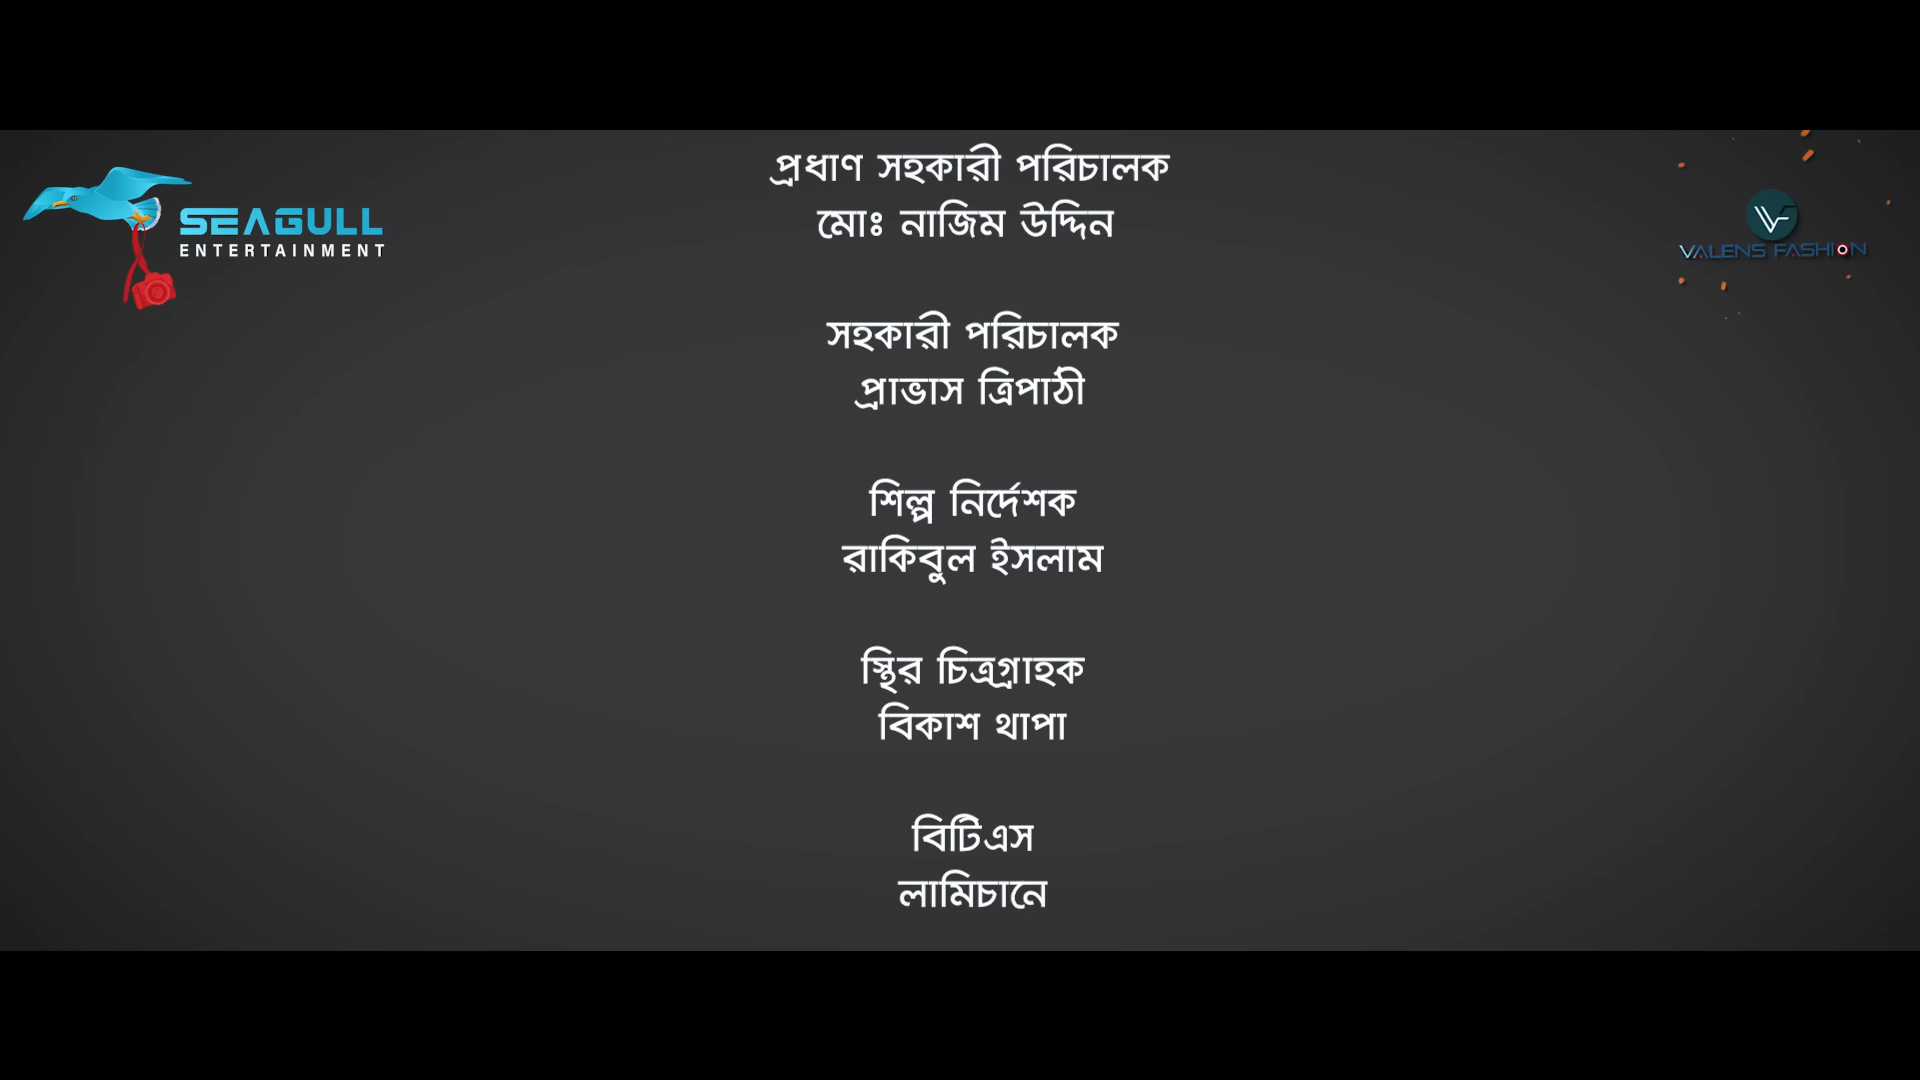 SEAGULL
ENTERTAINMENT
VALENS FASHION
প্রধাণ সহকারী পরিচালক
মোঃ নাজিম উদ্দিন
সহকারী পরিচালক
প্রাভাস ত্রিপাঠী
শিল্প নির্দেশক
রাকিবুল ইসলাম
স্থির চিত্রগ্রাহক
বিকাশ থাপা
বিটিএস
লামিচানে